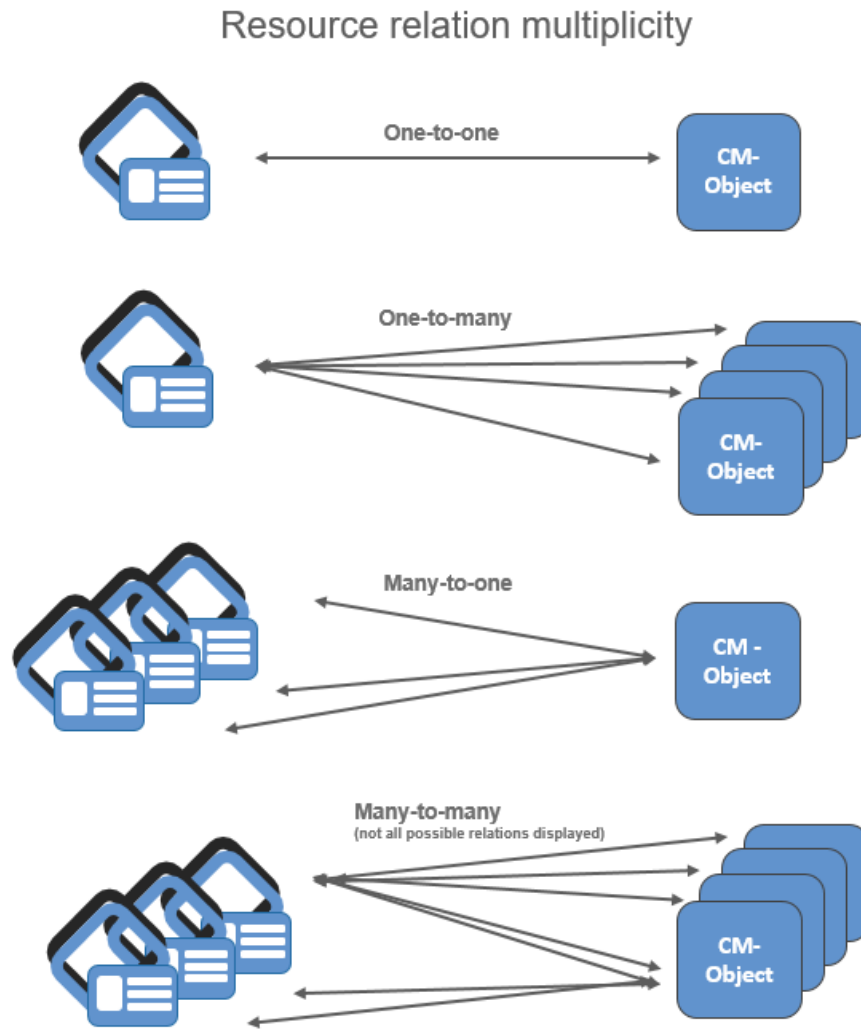 Resource relation multiplicity
One-to-one
CM-
Object
One-to-many
CM-
Object
Many-to-one
CM -
Object
Many-to-many
(not all possible relations displayed)
CM-
Object